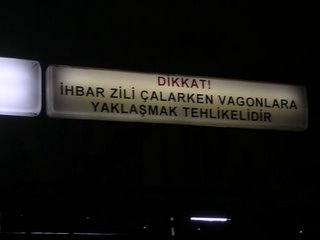 DİKKAT!
İHBAR ZİLİ ÇALARKEN VAGONLARA
YAKLAŞMAK TEHLİKELİDİR